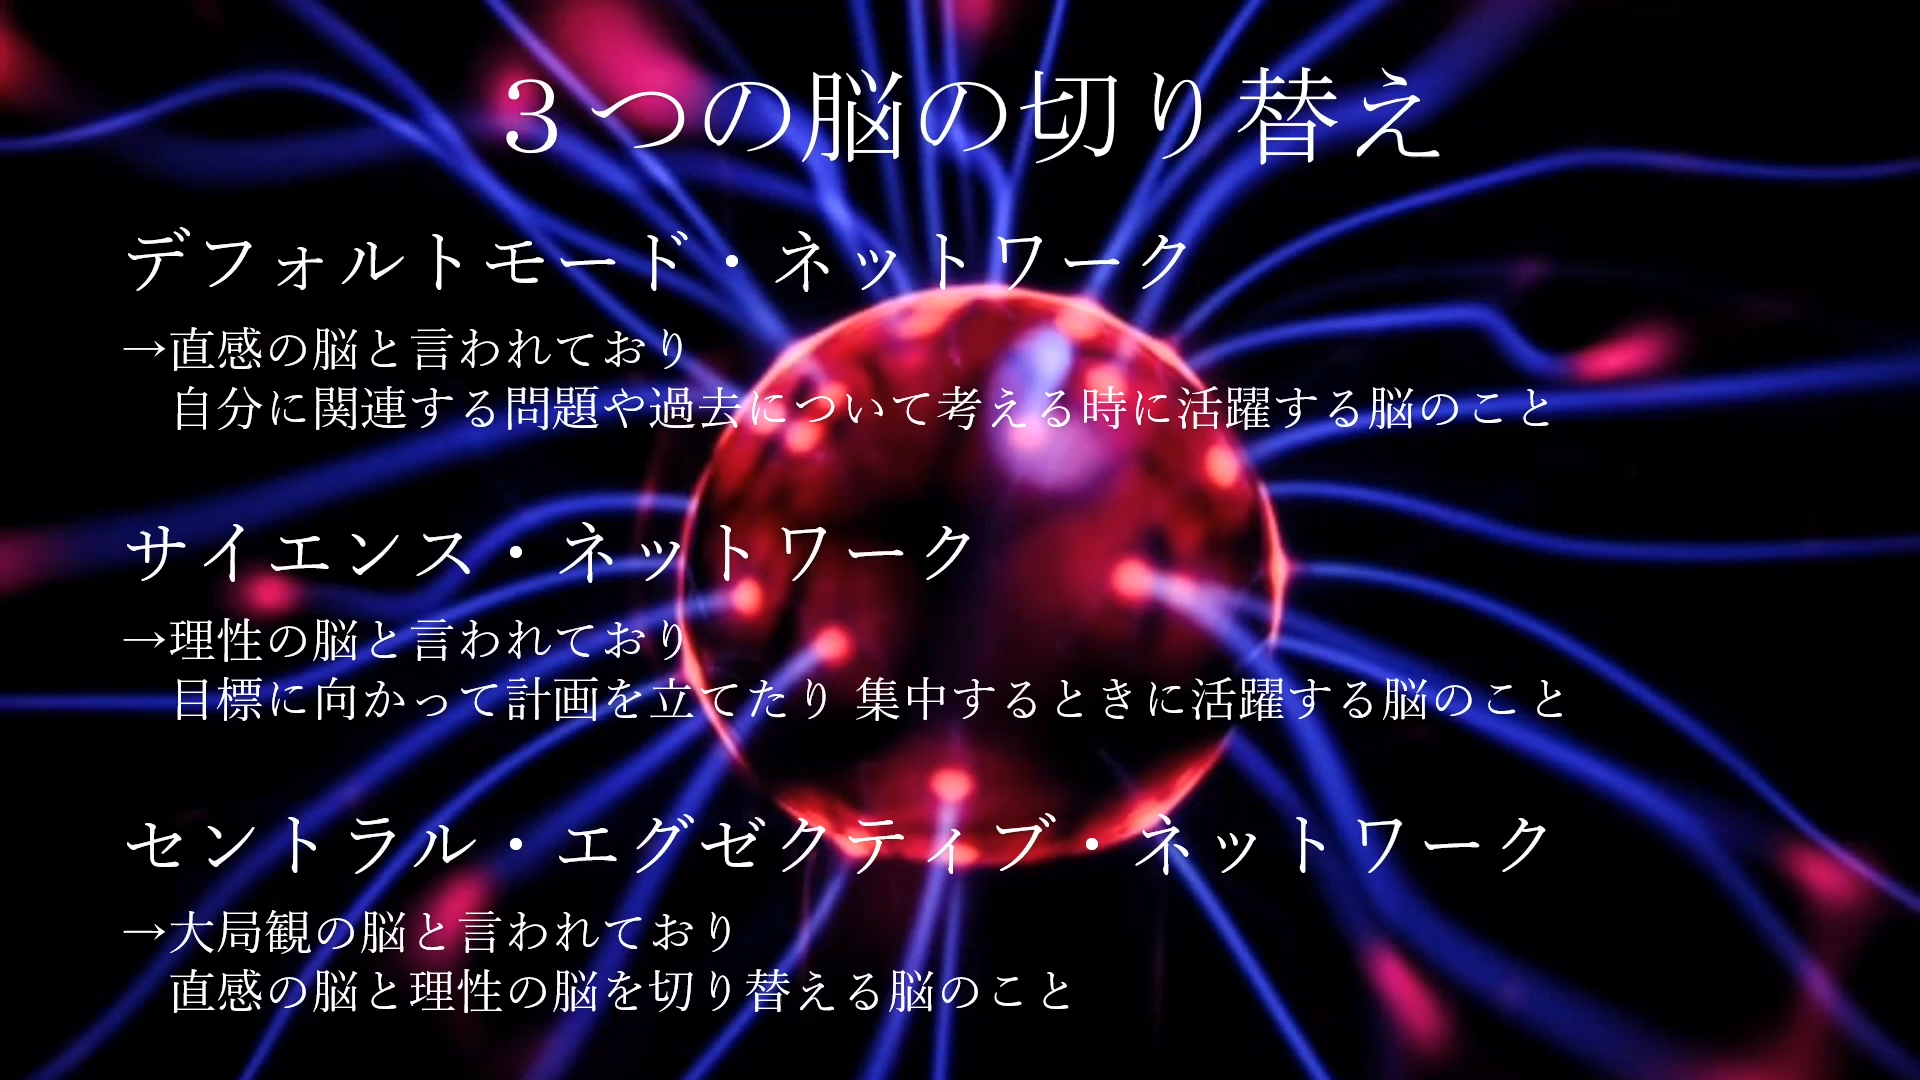 ３つの脳の切り替え
デフォルトモード・ネットワーク
→直感の脳と言われており
自分に関連する問題や過去について考える時に活躍する脳のこと
サイエンス・ネットワーク
→理性の脳と言われており
目標に向かって計画を立てたり 集中するときに活躍する脳のこと
セントラル・エグゼクティブ・ネットワーク
→大局観の脳と言われており
直感の脳と理性の脳を切り替える脳のこと